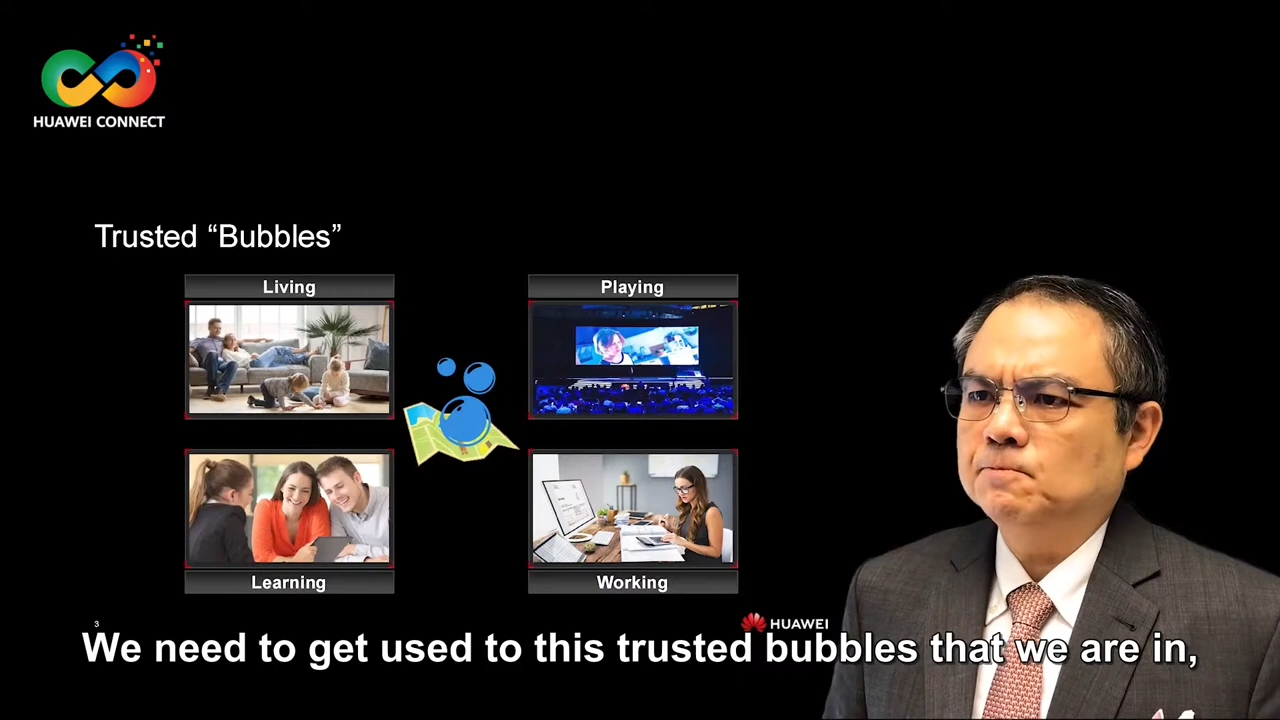 HUAWEI CONNECT
Trusted “Bubbles”
Living
Playing
Learning
Working
3
HUAWEI
We need to get used to this trusted bubbles that we are in,